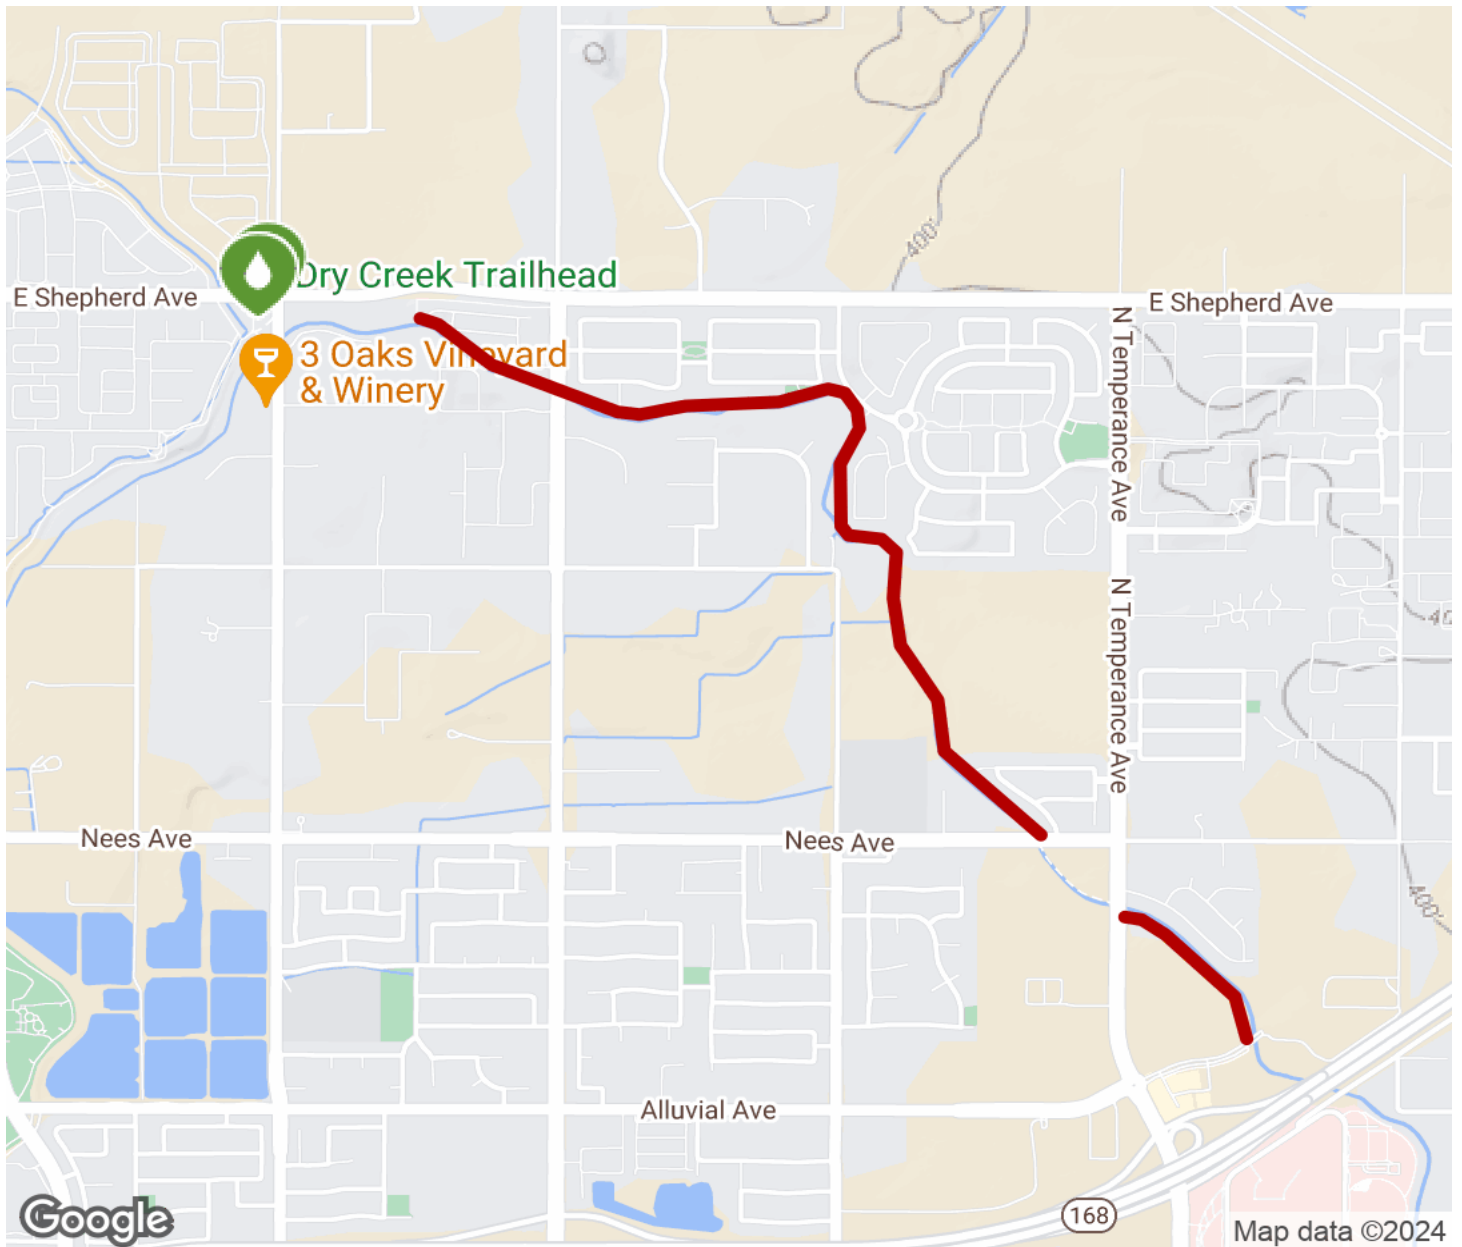 400'
Dry Creek Trailhead
E Shepherd Ave
E Shepherd Ave
N Temperance Ave
3 Oaks Vineyard
& Winery
N Temperance Ave
Nees Ave
Nees Ave
400'
Alluvial Ave
168
Google
Map data ©2024